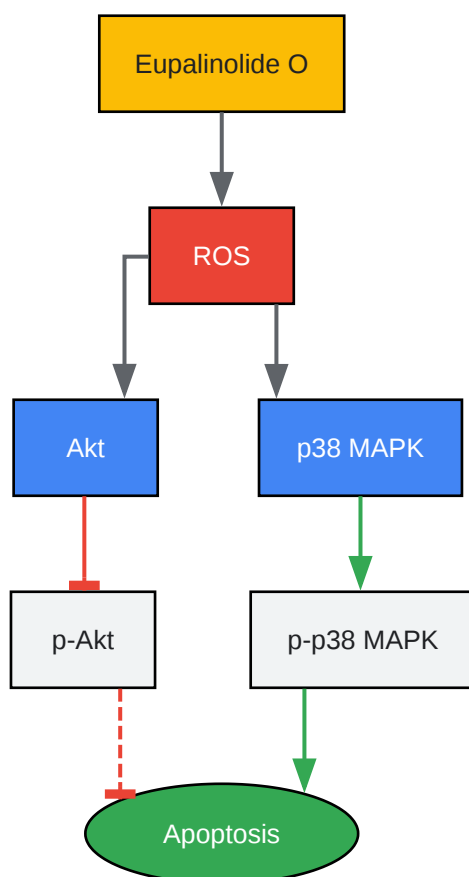 Eupalinolide O
ROS
Akt
p38 MAPK
p-Akt
p-p38 MAPK
Apoptosis